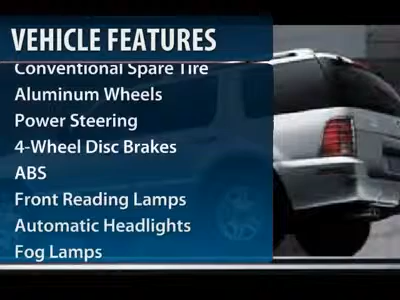 VEHICLE FEATURES
Conventional Spare Tire
Aluminum Wheels
Power Steering
4-Wheel Disc Brakes
ABS
Front Reading Lamps
Automatic Headlights
Fog Lamps